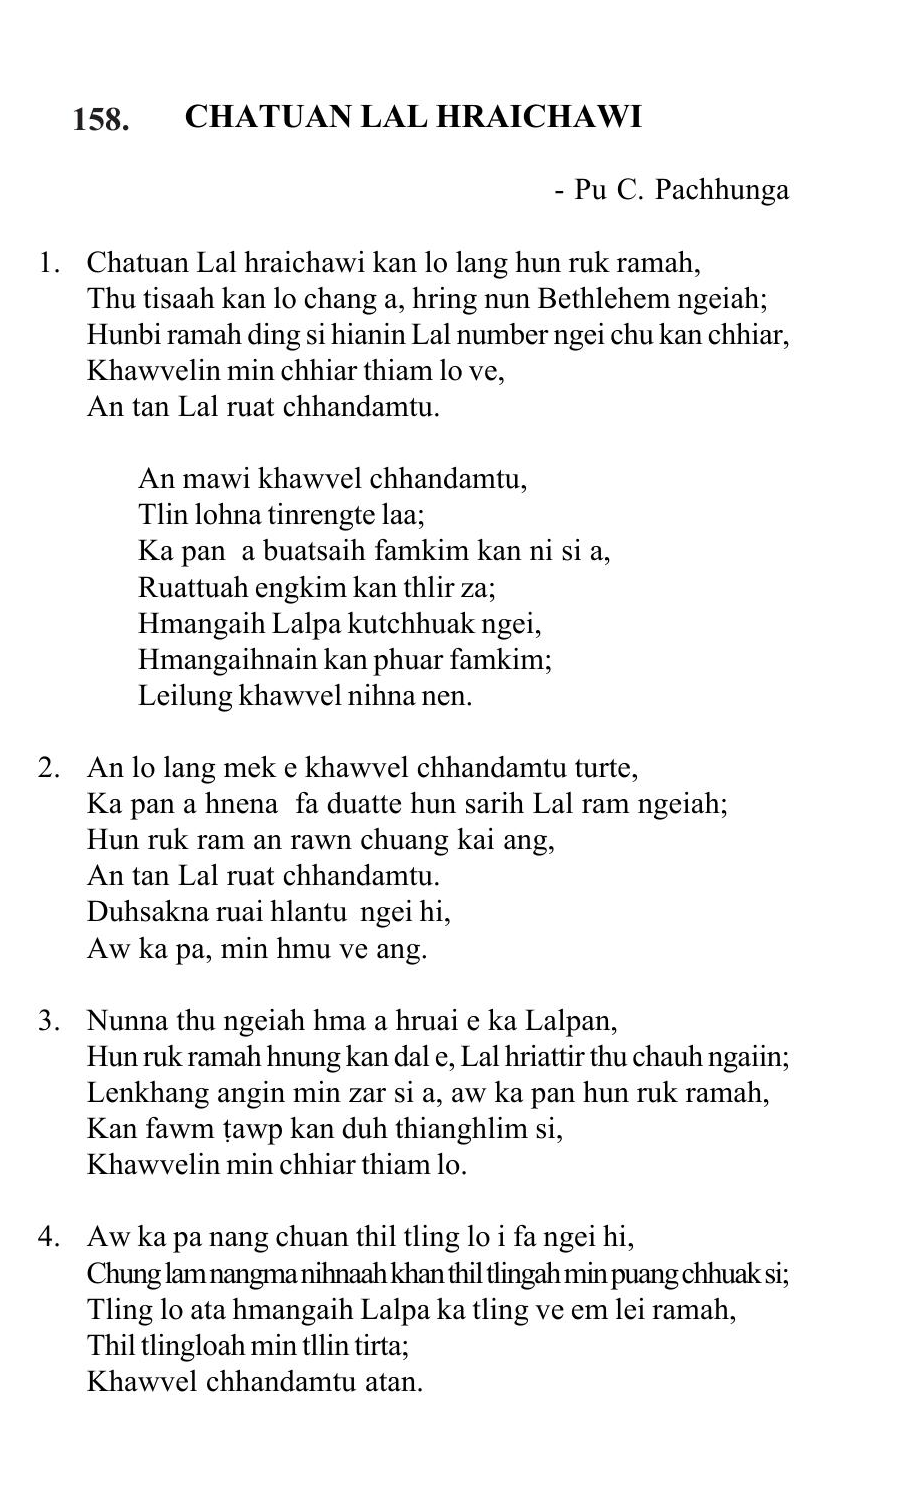 158. CHATUAN LAL HRAICHAWI
- Pu C. Pachhunga
1. Chatuan Lal hraichawi kan lo lang hun ruk ramah,
Thu tisaah kan lo chang a, hring nun Bethlehem ngeiah;
Hunbi ramah ding si hianin Lal number ngei chu kan chhiar,
Khawvelin min chhiar thiam lo ve,
An tan Lal ruat chhandamtu.
An mawi khawvel chhandamtu,
Tlin lohna tinrengte laa;
Ka pan a buatsaih famkim kan ni si a,
Ruattuah engkim kan thlir za;
Hmangaih Lalpa kutchhuak ngei,
Hmangaihnain kan phuar famkim;
Leilung khawvel nihna nen.
2. An lo lang mek e khawvel chhandamtu turte,
Ka pan a hnena fa duatte hun sarih Lal ram ngeiah;
Hun ruk ram an rawn chuang kai ang,
An tan Lal ruat chhandamtu.
Duhsakna ruai hlantu ngei hi,
Aw ka pa, min hmu ve ang.
3. Nunna thu ngeiah hma a hruai e ka Lalpan,
Hun ruk ramah hnung kan dal e, Lal hriattir thu chauh ngaiin;
Lenkhang angin min zar si a, aw ka pan hun ruk ramah,
Kan fawm ṭawp kan duh thianghlim si,
Khawvelin min chhiar thiam lo.
4. Aw ka pa nang chuan thil tling lo i fa ngei hi,
Chung lam nangma nihnaah khan thil tlingah min puang chhuak si;
Tling lo ata hmangaih Lalpa ka tling ve em lei ramah,
Thil tlingloah min tllin tirta;
Khawvel chhandamtu atan.